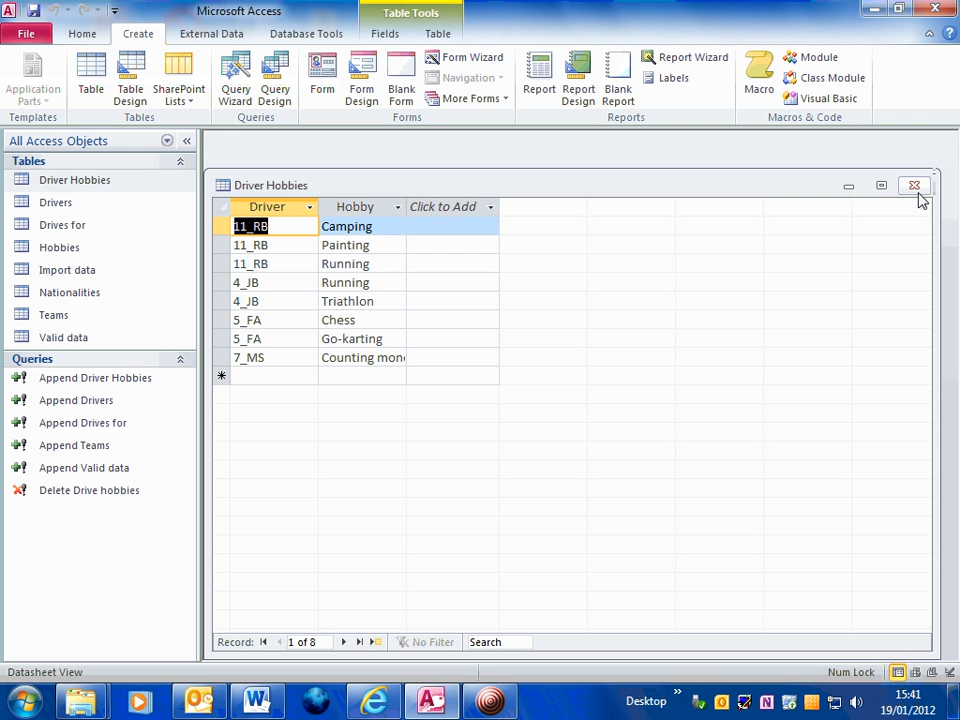 Microsoft Access
Table Tools
File
Home
Create
External Data
Database Tools
Fields
Table
Application Parts
Table
Table Design
SharePoint Lists
Query Wizard
Query Design
Form
Form Design
Blank Form
Form Wizard
Navigation
More Forms
Report
Report Design
Blank Report
Report Wizard
Labels
Macro
Module
Class Module
Visual Basic
Templates
Tables
Queries
Forms
Reports
Macros & Code
All Access Objects
Tables
Driver Hobbies
Drivers
Drives for
Hobbies
Import data
Nationalities
Teams
Valid data
Queries
Append Driver Hobbies
Append Drivers
Append Drives for
Append Teams
Append Valid data
Delete Drive hobbies
Driver Hobbies
Driver Hobby Click to Add
11_RB Camping
11_RB Painting
11_RB Running
4_JB Running
4_JB Triathlon
5_FA Chess
5_FA Go-karting
7_MS Counting mone
Record: 1 of 8 No Filter Search
Datasheet View
Num Lock
Desktop
15:41
19/01/2012